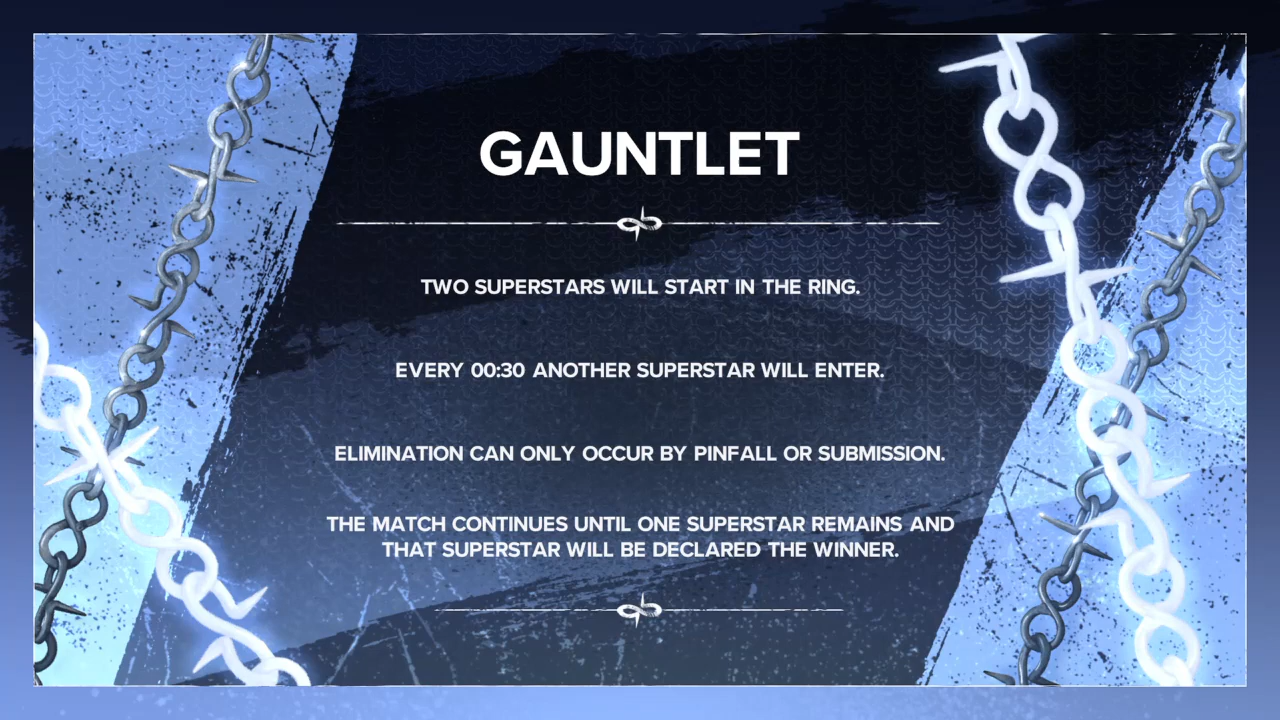 GAUNTLET
TWO SUPERSTARS WILL START IN THE RING.
EVERY 00:30 ANOTHER SUPERSTAR WILL ENTER.
ELIMINATION CAN ONLY OCCUR BY PINFALL OR SUBMISSION.
THE MATCH CONTINUES UNTIL ONE SUPERSTAR REMAINS AND
THAT SUPERSTAR WILL BE DECLARED THE WINNER.